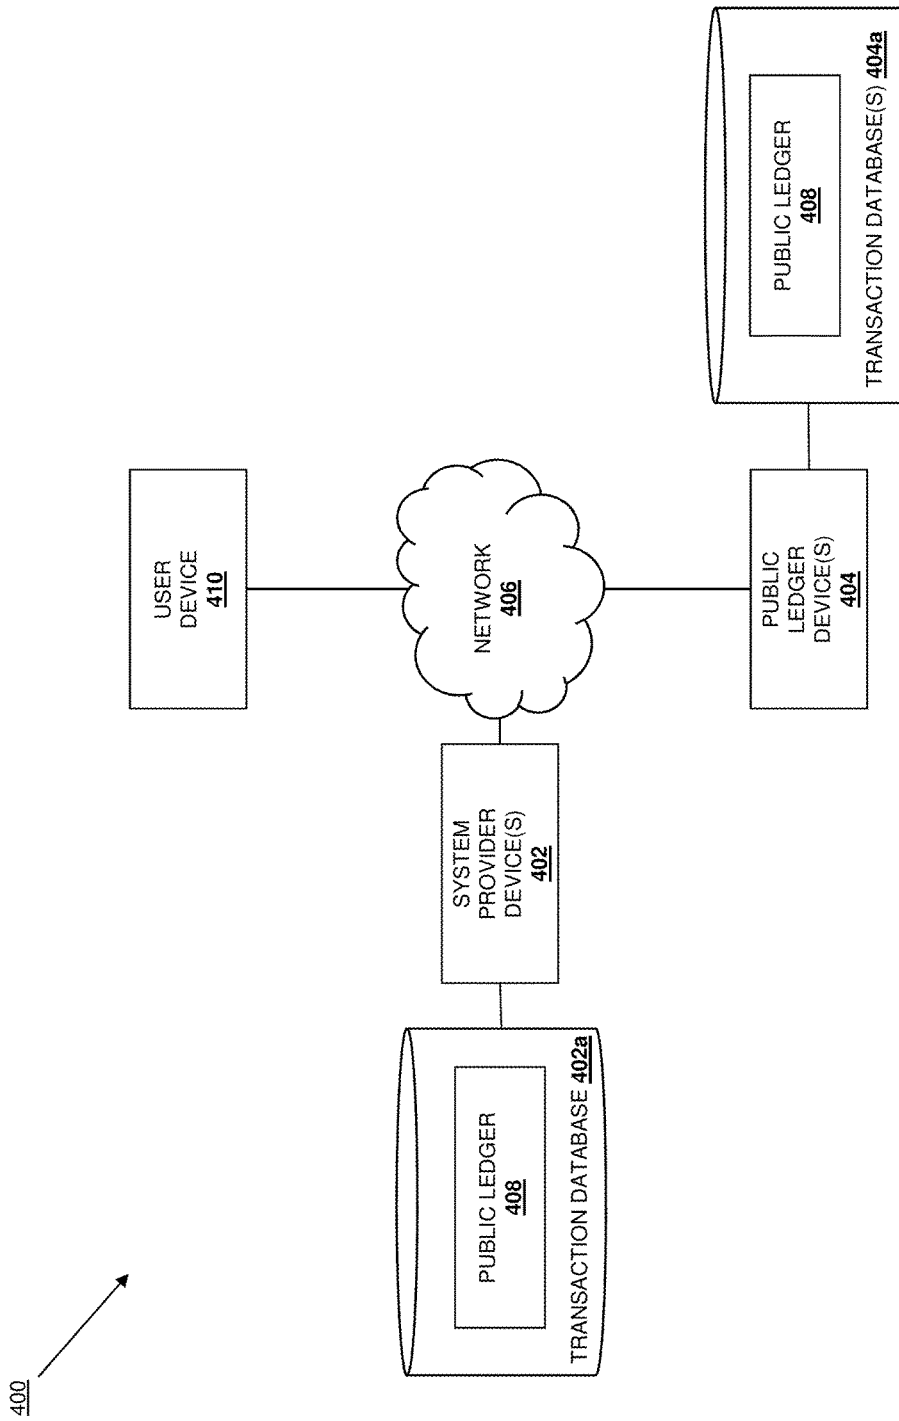 400
USER
DEVICE
410
NETWORK
406
SYSTEM
PROVIDER
DEVICE(S)
402
PUBLIC LEDGER
408
TRANSACTION DATABASE 402a
PUBLIC
LEDGER
DEVICE(S)
404
PUBLIC LEDGER
408
TRANSACTION DATABASE(S) 404a